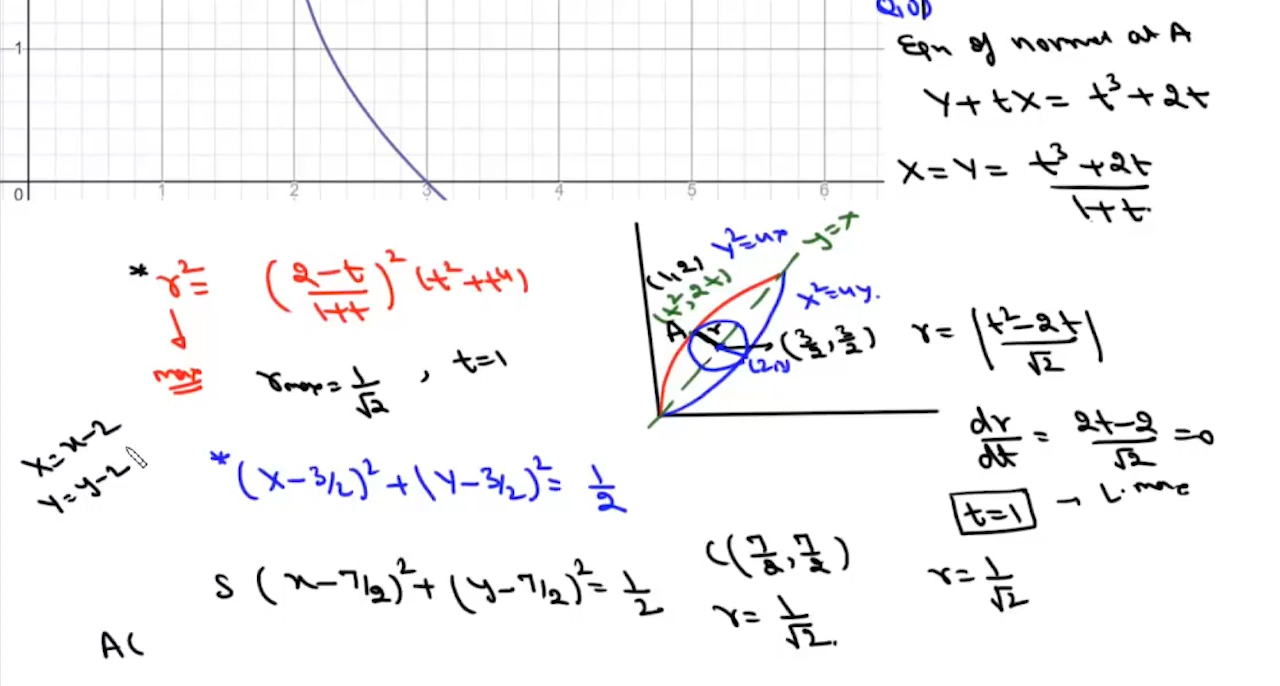 Eqn of normal at A
Y + tX = t³ + 2t
X = Y = (t³ + 2t)/(1+t)
1
0
1 2 3 4 5 6
* r² = ((2-t)/(1+t))² (t² + t⁴)
max
r max = 1/√2 , t=1
(1,2)
(t², 2t)
A
r
y² = 4x
y = x
x² = 4y.
(3/2, 3/2)
(2,1)
r = |(t² - 2t)/√2|
dr/dt = (2t-2)/√2 = 0
t=1 → L. max
r = 1/√2
X = x-2
Y = y-2
* (X - 3/2)² + (Y - 3/2)² = 1/2
S (x - 7/2)² + (y - 7/2)² = 1/2
C(7/2, 7/2)
r = 1/√2.
A(